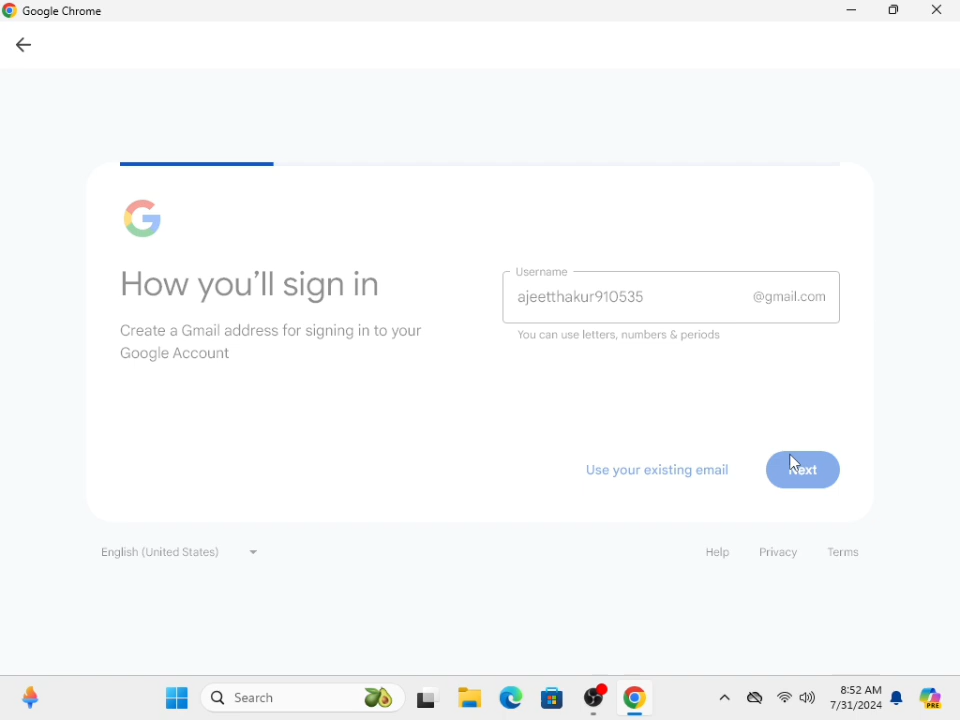 Google Chrome
How you'll sign in
Create a Gmail address for signing in to your
Google Account
Username
ajeetthakur910535 @gmail.com
You can use letters, numbers & periods
Use your existing email Next
English (United States) Help Privacy Terms
Search
8:52 AM
7/31/2024
PRE